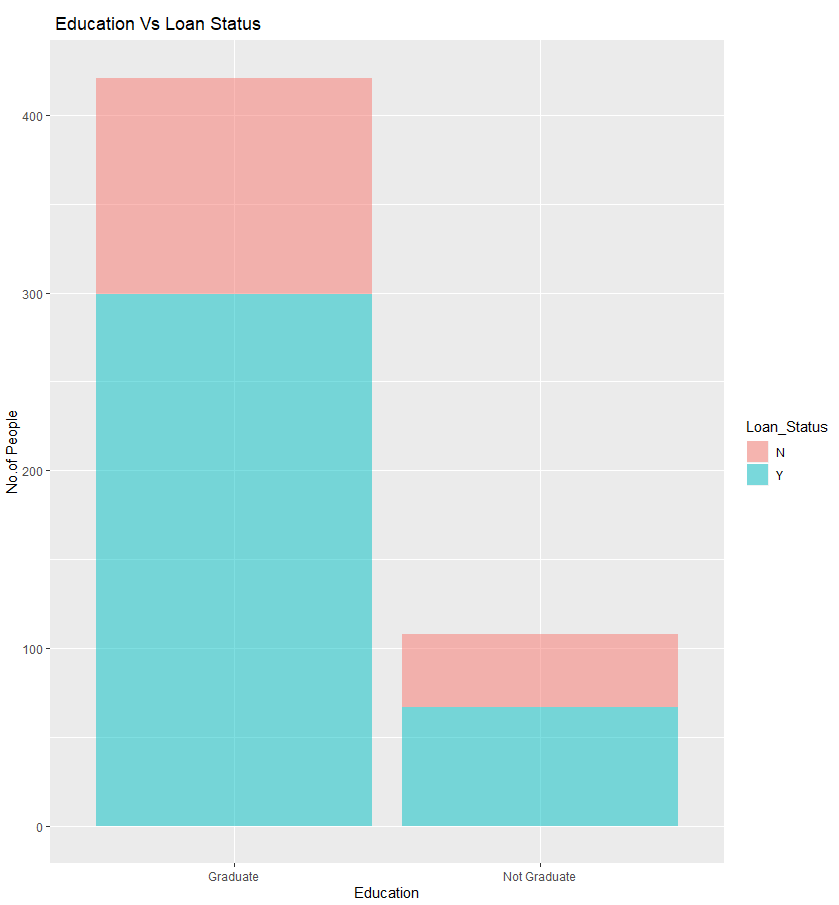 Education Vs Loan Status
No.of People
400
300
200
100
0
Graduate
Not Graduate
Education
Loan_Status
N
Y